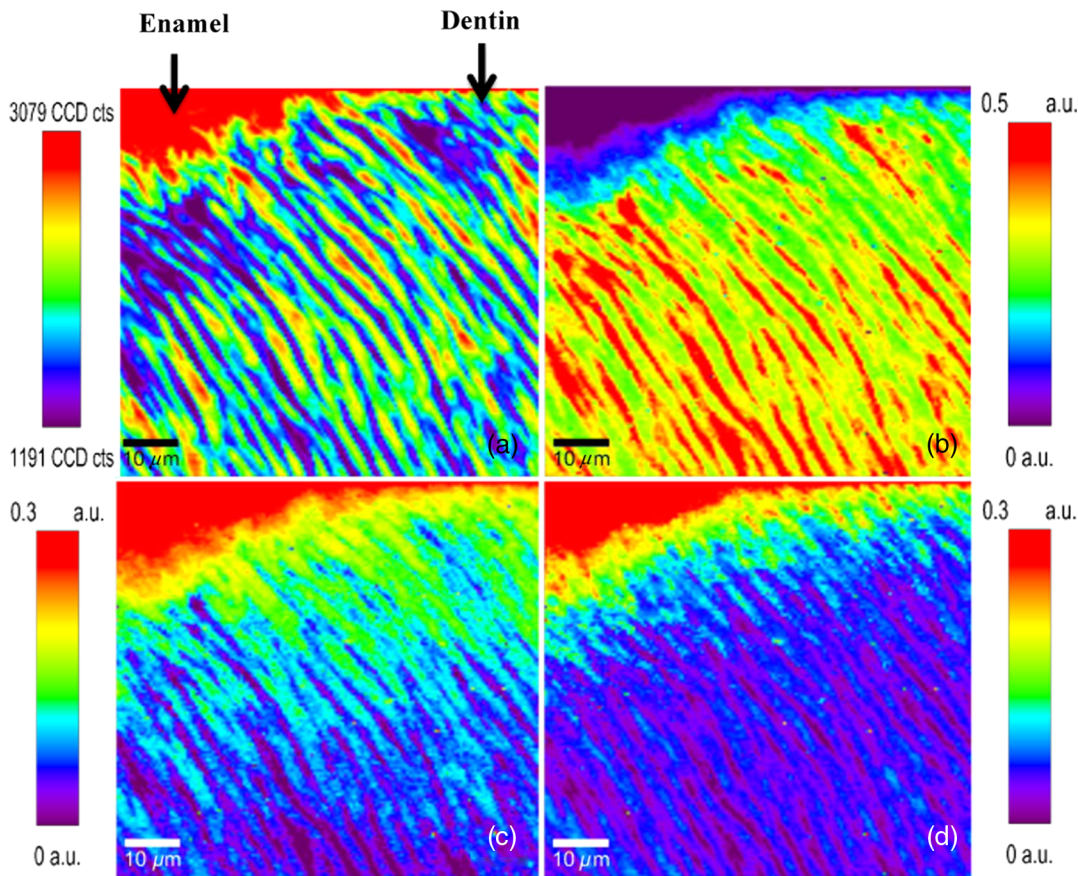 Enamel
Dentin
3079 CCD cts
1191 CCD cts
10 µm
(a)
10 µm
(b)
0.5 a.u.
0 a.u.
0.3 a.u.
0 a.u.
10 µm
(c)
10 µm
(d)
0.3 a.u.
0 a.u.